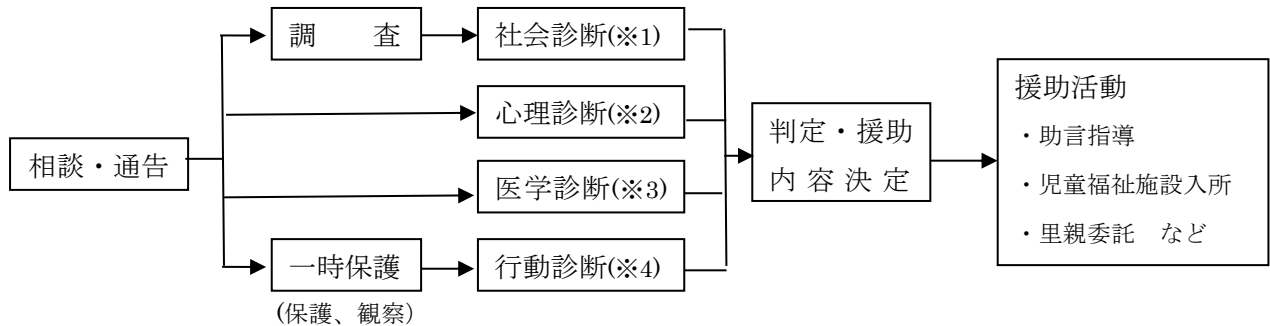 相談・通告
調　　査
社会診断(※1)
心理診断(※2)
医学診断(※3)
一時保護
(保護、観察)
行動診断(※4)
判定・援助
内 容 決 定
援助活動
・助言指導
・児童福祉施設入所
・里親委託　など